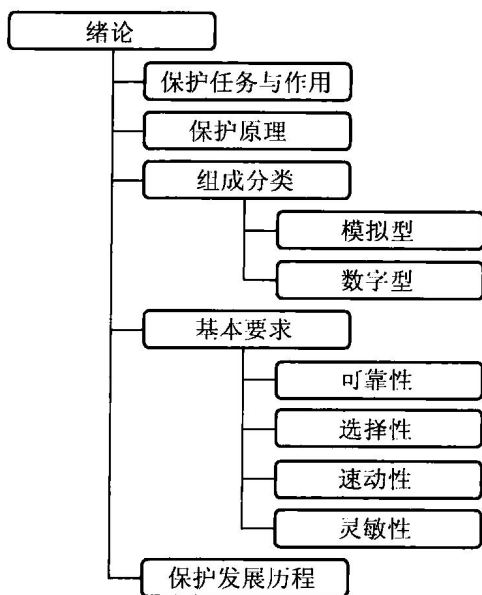 绪论
保护任务与作用
保护原理
组成分类
模拟型
数字型
基本要求
可靠性
选择性
速动性
灵敏性
保护发展历程